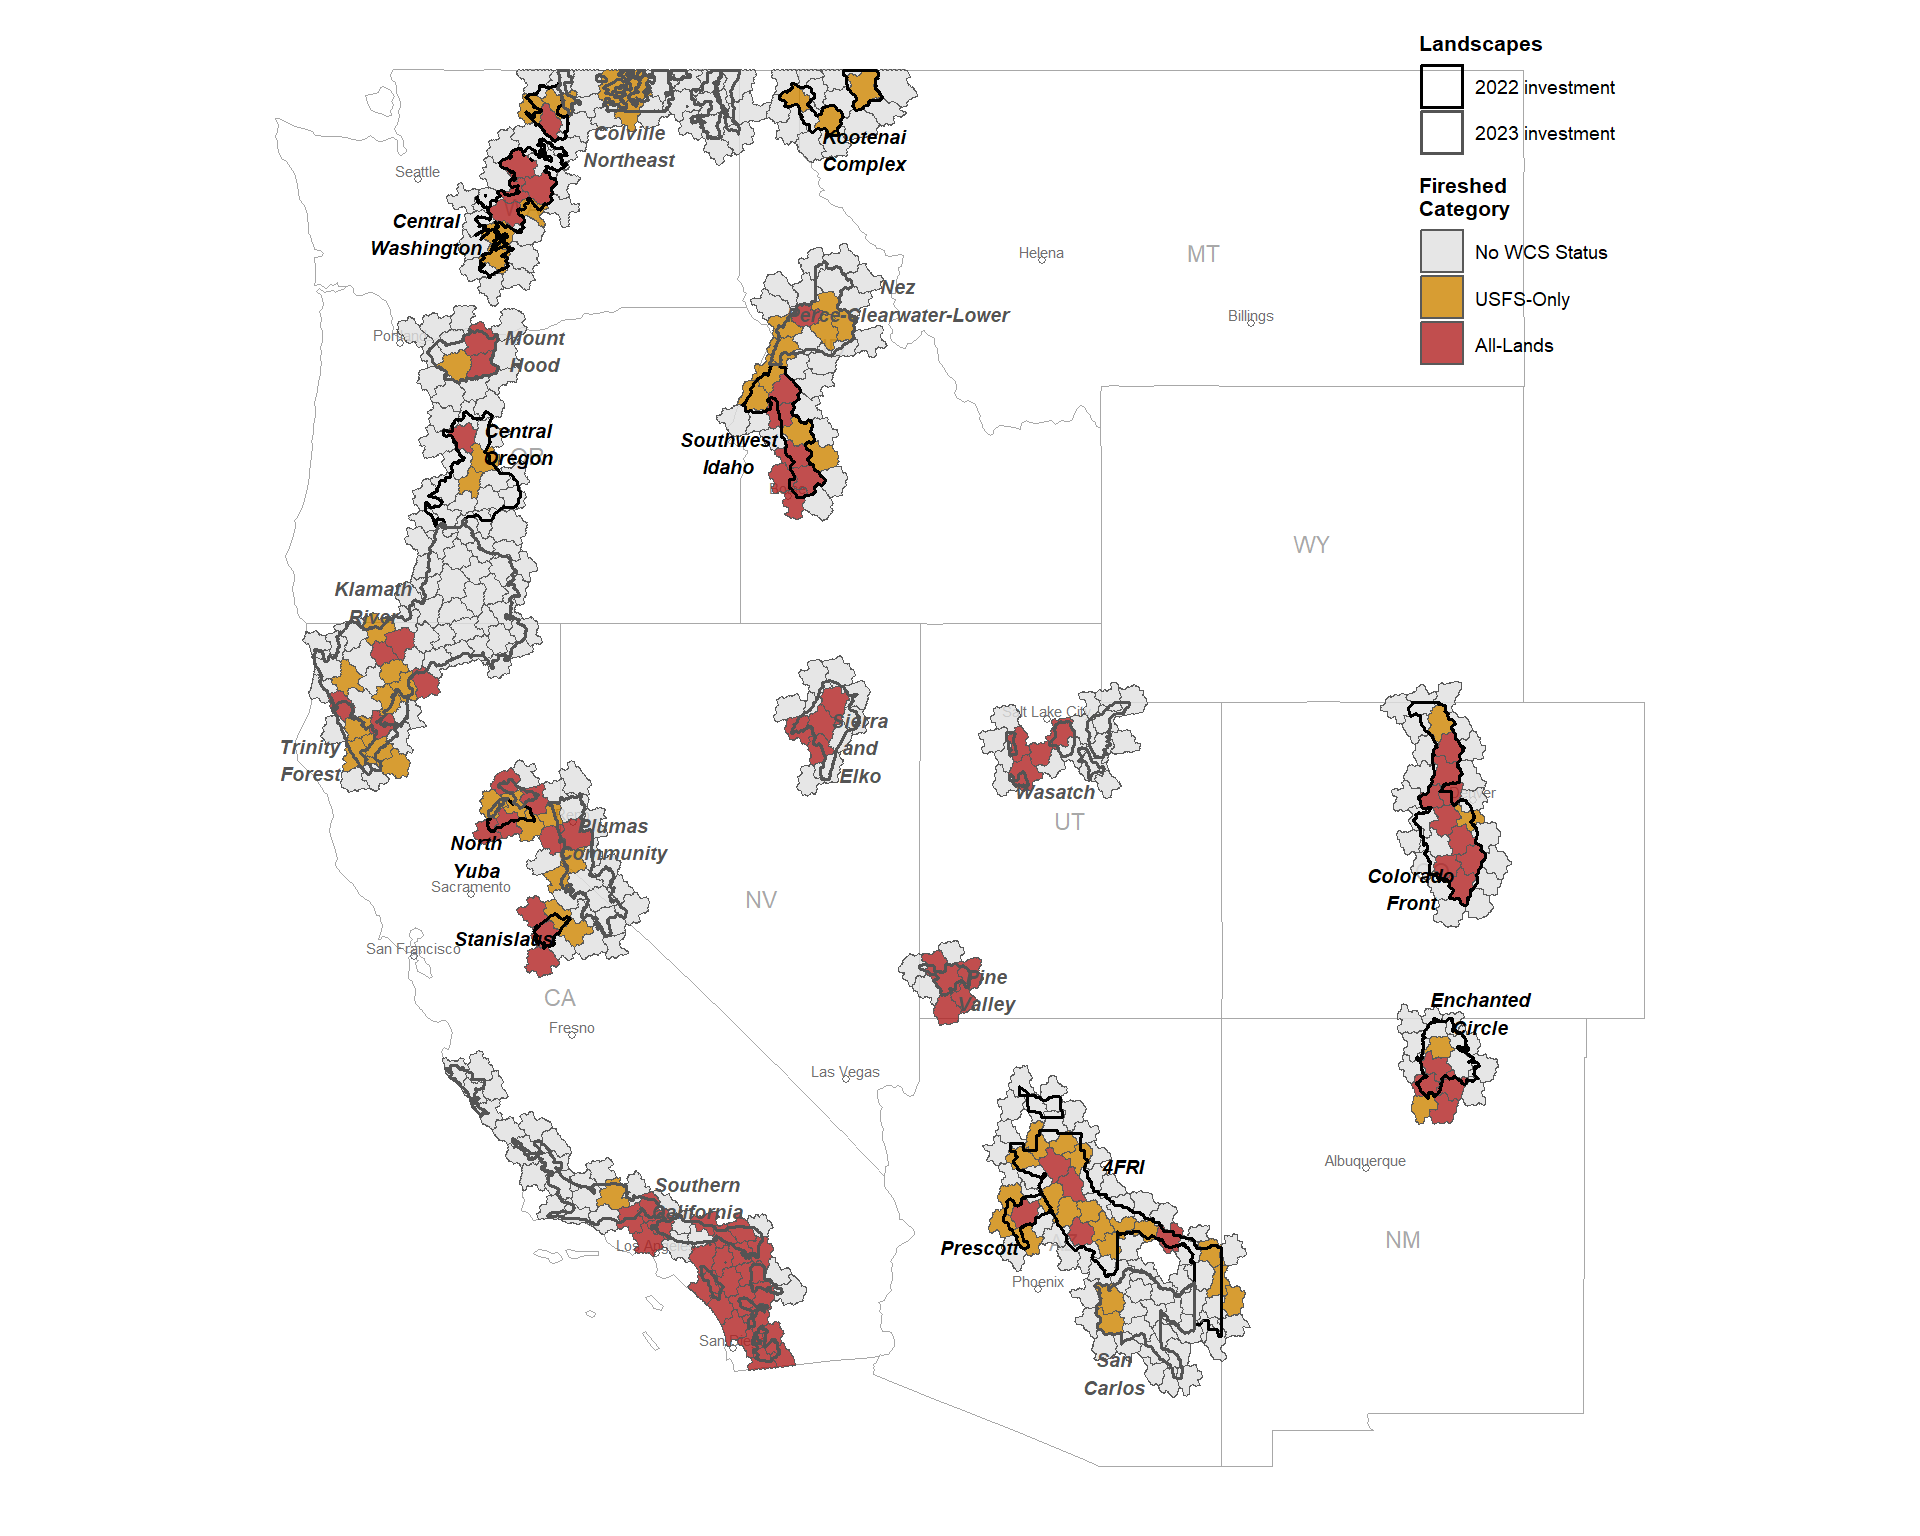 Landscapes
2022 investment
2023 investment
Fireshed
Category
No WCS Status
USFS-Only
All-Lands
Colville
Northeast
Kootenai
Complex
Seattle
Central
Washington
Helena
MT
Nez
Perce-Clearwater-Lower
Billings
Mount
Hood
Central
Oregon
Southwest
Idaho
WY
Klamath
River
Trinity
Forest
Sierra
and
Elko
Salt Lake City
Wasatch
UT
North
Yuba
Plumas
Community
Sacramento
NV
Colorado
Front
San Francisco
Stanislaus
CA
Fresno
Pine
Valley
Enchanted
Circle
Las Vegas
4FRI
Albuquerque
Southern
California
Los Angeles
Prescott
NM
Phoenix
San Diego
San
Carlos